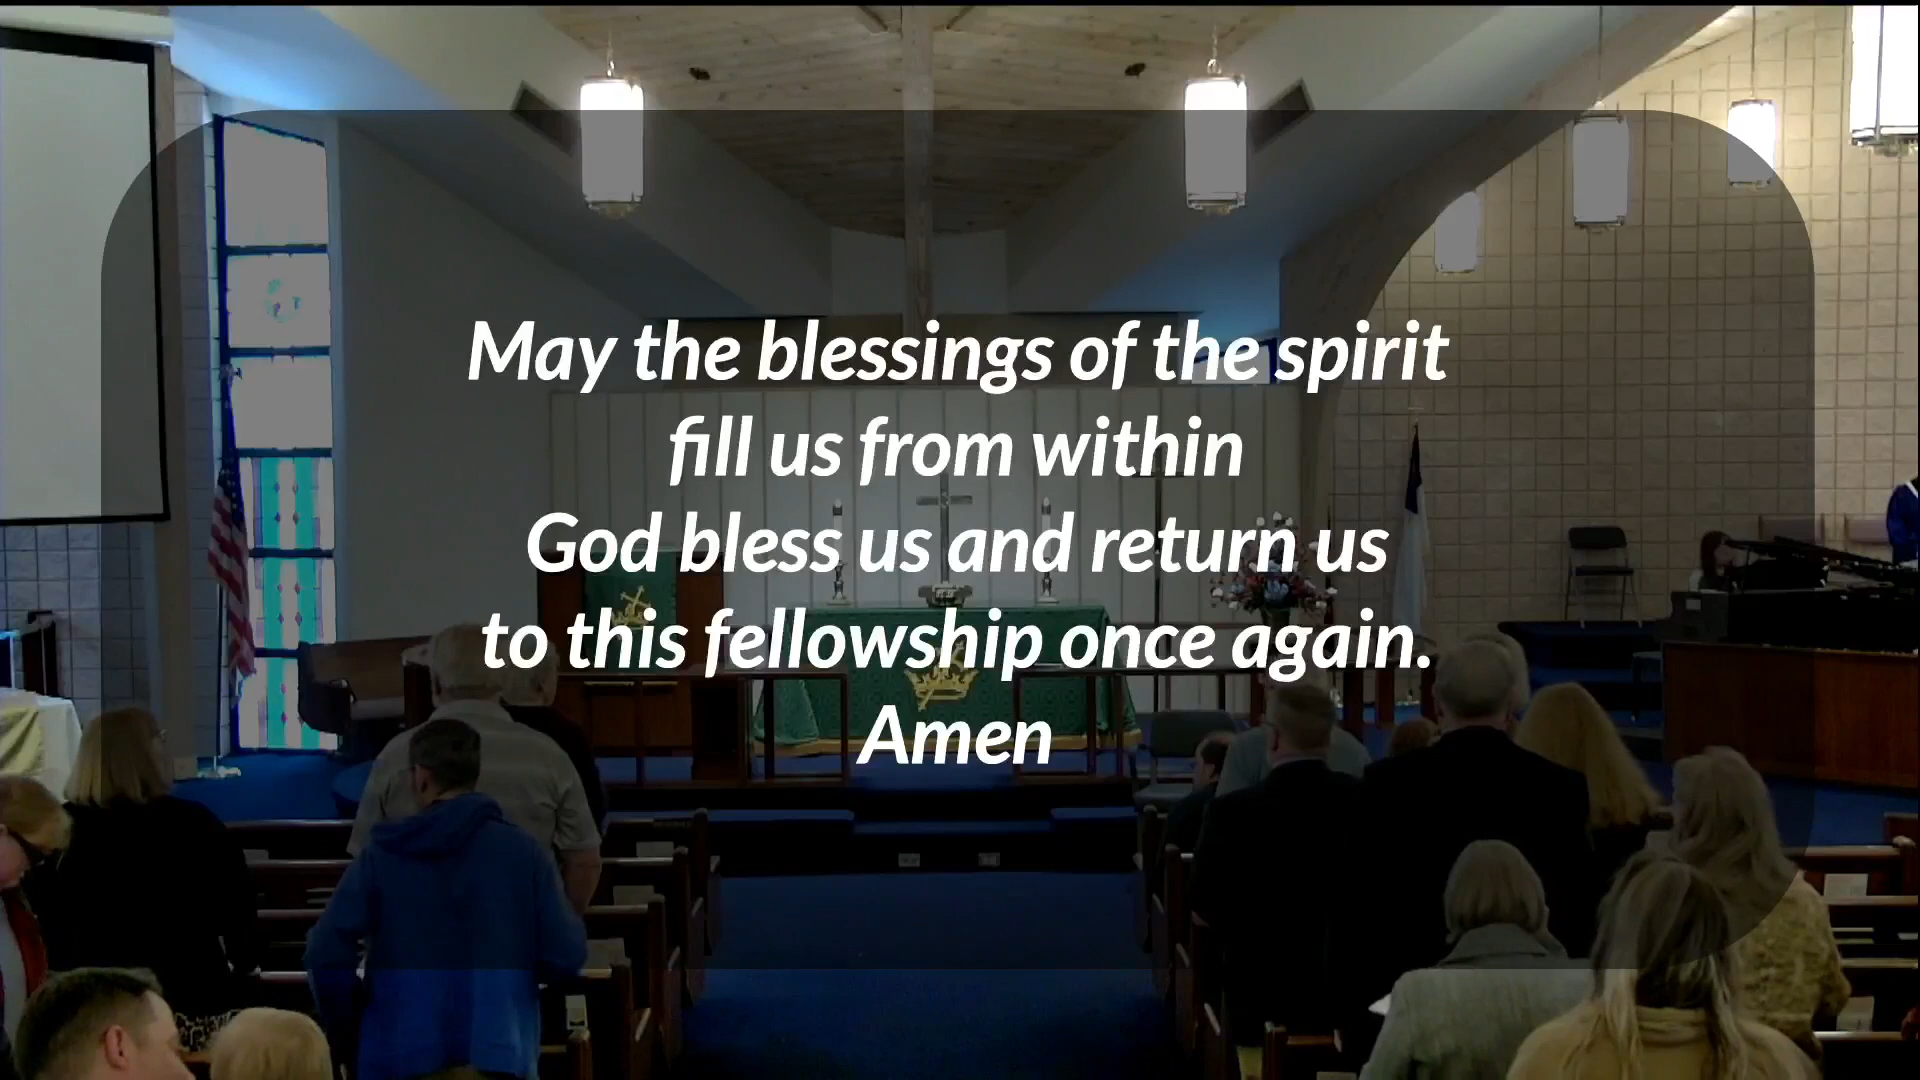 May the blessings of the spirit
fill us from within
God bless us and return us
to this fellowship once again.
Amen